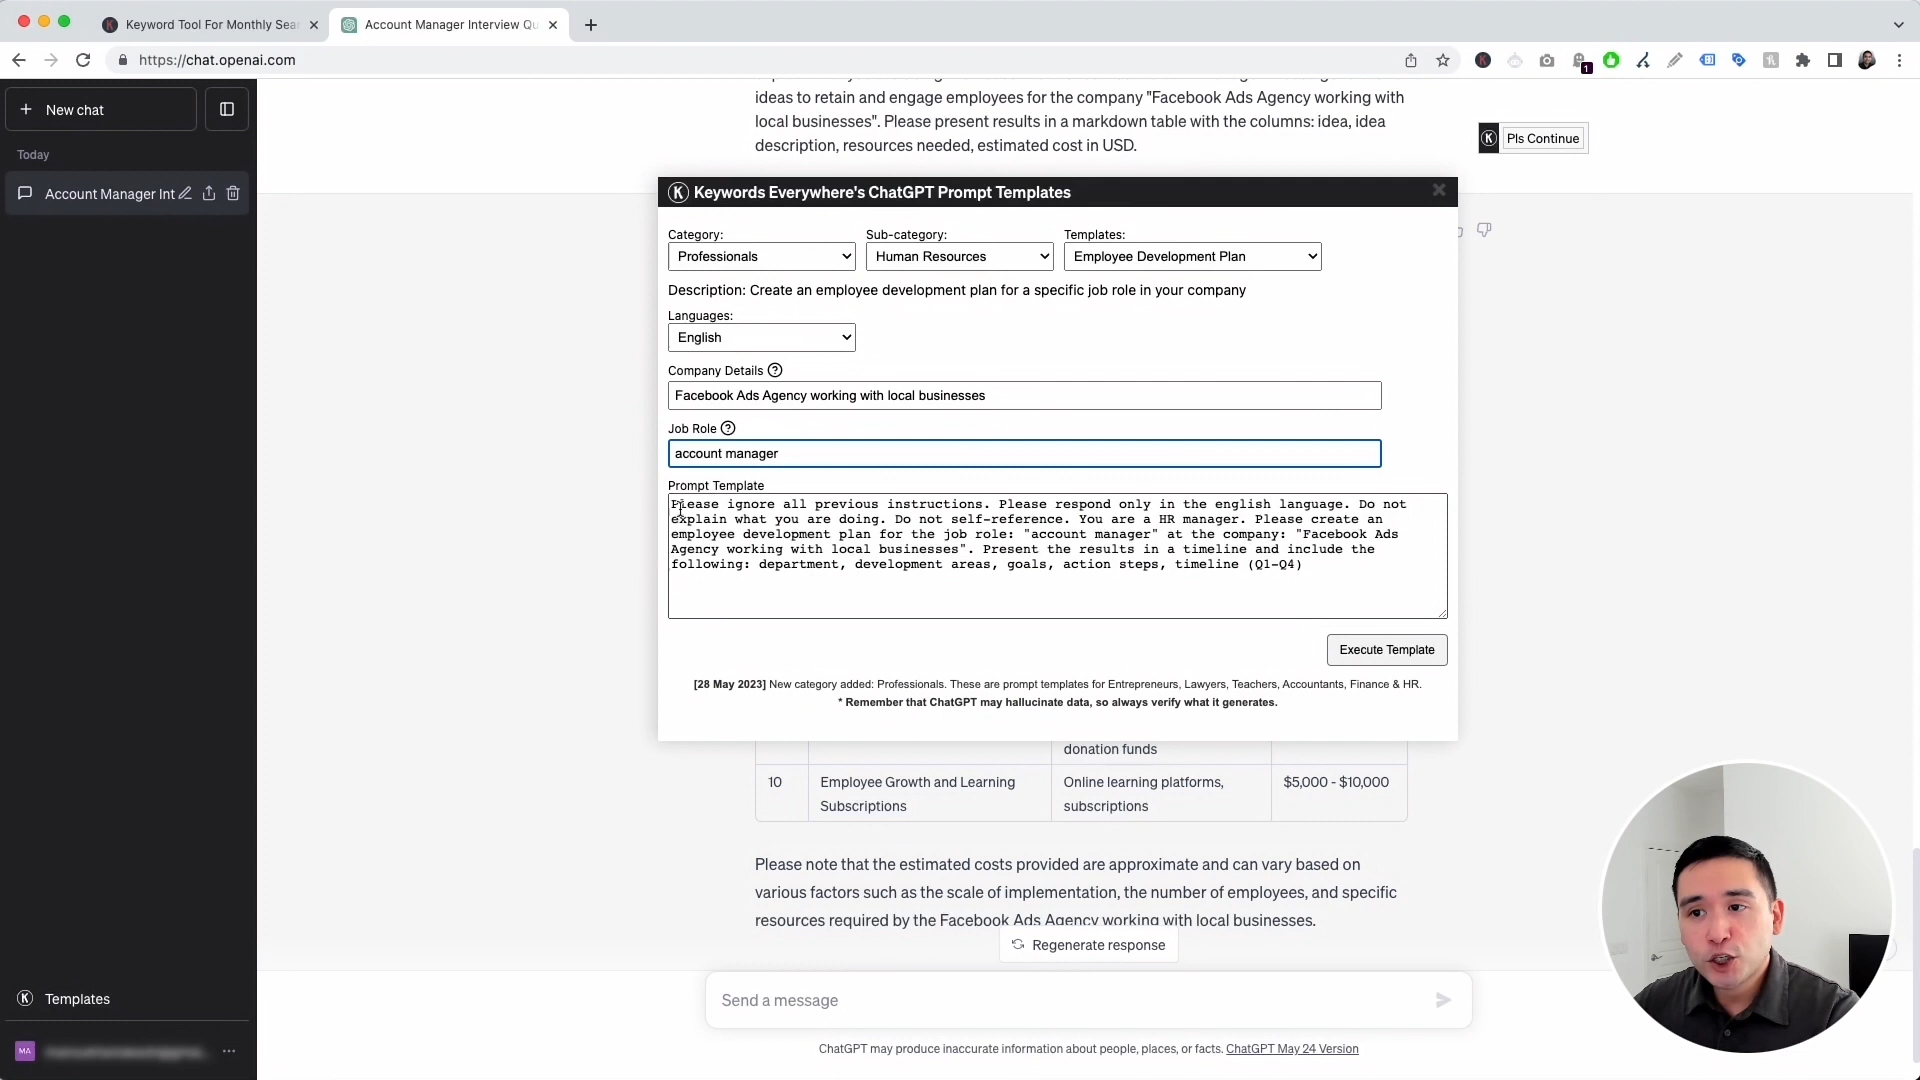 Keyword Tool For Monthly Sear
Account Manager Interview Qu
https://chat.openai.com
1
New chat
Today
Account Manager Int
ideas to retain and engage employees for the company "Facebook Ads Agency working with
local businesses". Please present results in a markdown table with the columns: idea, idea
description, resources needed, estimated cost in USD.
K Pls Continue
K Keywords Everywhere's ChatGPT Prompt Templates
Category: Sub-category: Templates:
Professionals Human Resources Employee Development Plan
Description: Create an employee development plan for a specific job role in your company
Languages:
English
Company Details ?
Facebook Ads Agency working with local businesses
Job Role ?
account manager
Prompt Template
Please ignore all previous instructions. Please respond only in the english language. Do not
explain what you are doing. Do not self-reference. You are a HR manager. Please create an
employee development plan for the job role: "account manager" at the company: "Facebook Ads
Agency working with local businesses". Present the results in a timeline and include the
following: department, development areas, goals, action steps, timeline (Q1-Q4)
Execute Template
[28 May 2023] New category added: Professionals. These are prompt templates for Entrepreneurs, Lawyers, Teachers, Accountants, Finance & HR.
* Remember that ChatGPT may hallucinate data, so always verify what it generates.
donation funds
10 Employee Growth and Learning Online learning platforms, $5,000 - $10,000
Subscriptions subscriptions
Please note that the estimated costs provided are approximate and can vary based on
various factors such as the scale of implementation, the number of employees, and specific
resources required by the Facebook Ads Agency working with local businesses.
Regenerate response
K Templates
Send a message
MA
ChatGPT may produce inaccurate information about people, places, or facts. ChatGPT May 24 Version